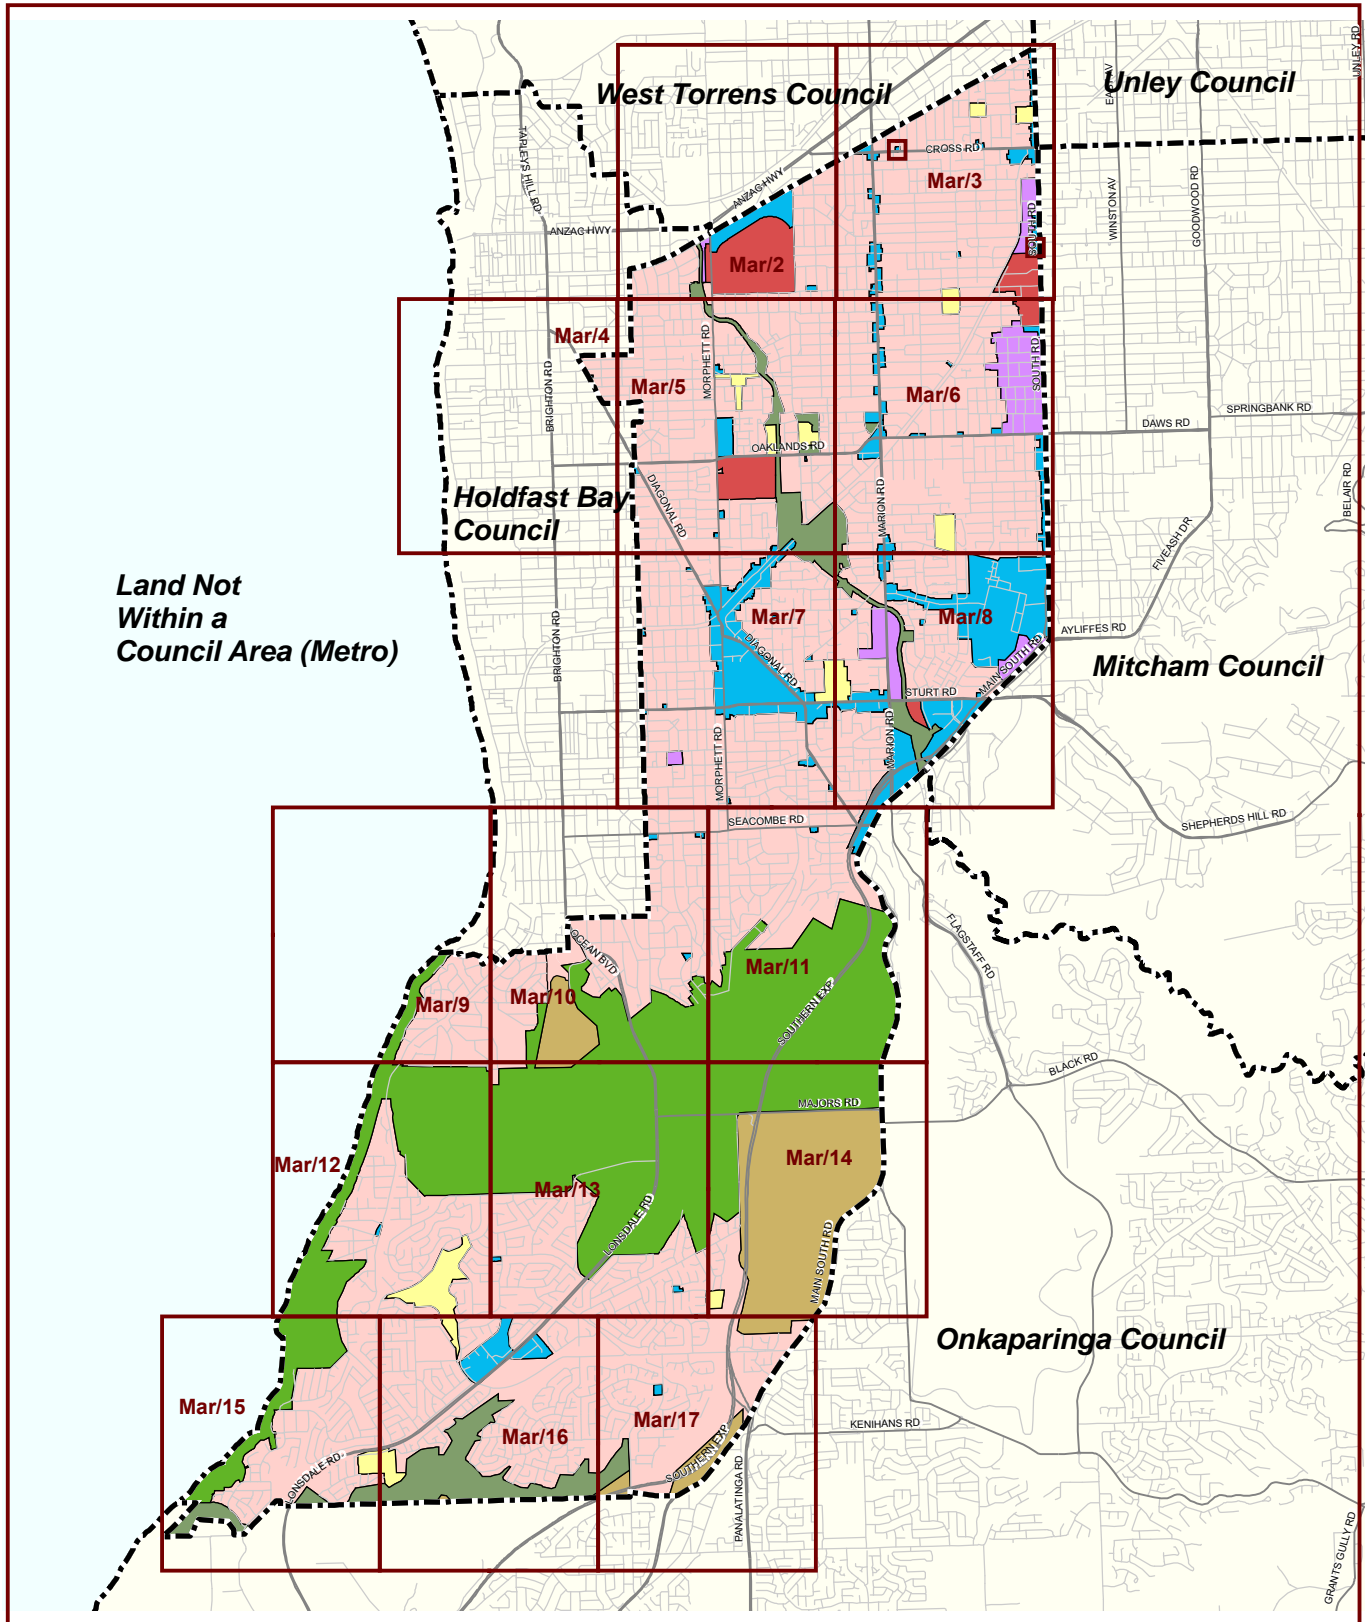 UNLEY RD
West Torrens Council
EAST AV
Unley Council
TAPLEYS HILL RD
CROSS RD
Mar/3
ANZAC HWY
WINSTON AV
GOODWOOD RD
ANZAC HWY
SOUTH RD
Mar/2
Mar/4
MORPHETT RD
SOUTH RD
Mar/5
BRIGHTON RD
Mar/6
SPRINGBANK RD
DAWS RD
OAKLANDS RD
BELAIR RD
Holdfast Bay
Council
DIAGONAL RD
MARION RD
FIVEASH DR
Land Not
Within a
Council Area (Metro)
BRIGHTON RD
Mar/7
Mar/8
AYLIFFES RD
DIAGONAL RD
MAIN SOUTH RD
Mitcham Council
STURT RD
MORPHETT RD
MARION RD
SEACOMBE RD
SHEPHERDS HILL RD
OCEAN BVD
FLAGSTAFF RD
Mar/11
Mar/9
Mar/10
SOUTHERN EXP
BLACK RD
MAJORS RD
Mar/12
Mar/14
Mar/13
LONSDALE RD
MAIN SOUTH RD
Onkaparinga Council
Mar/15
Mar/16
Mar/17
KENIHANS RD
LONSDALE RD
SOUTHERN EXP
PANALATINGA RD
GRANTS GULLY RD